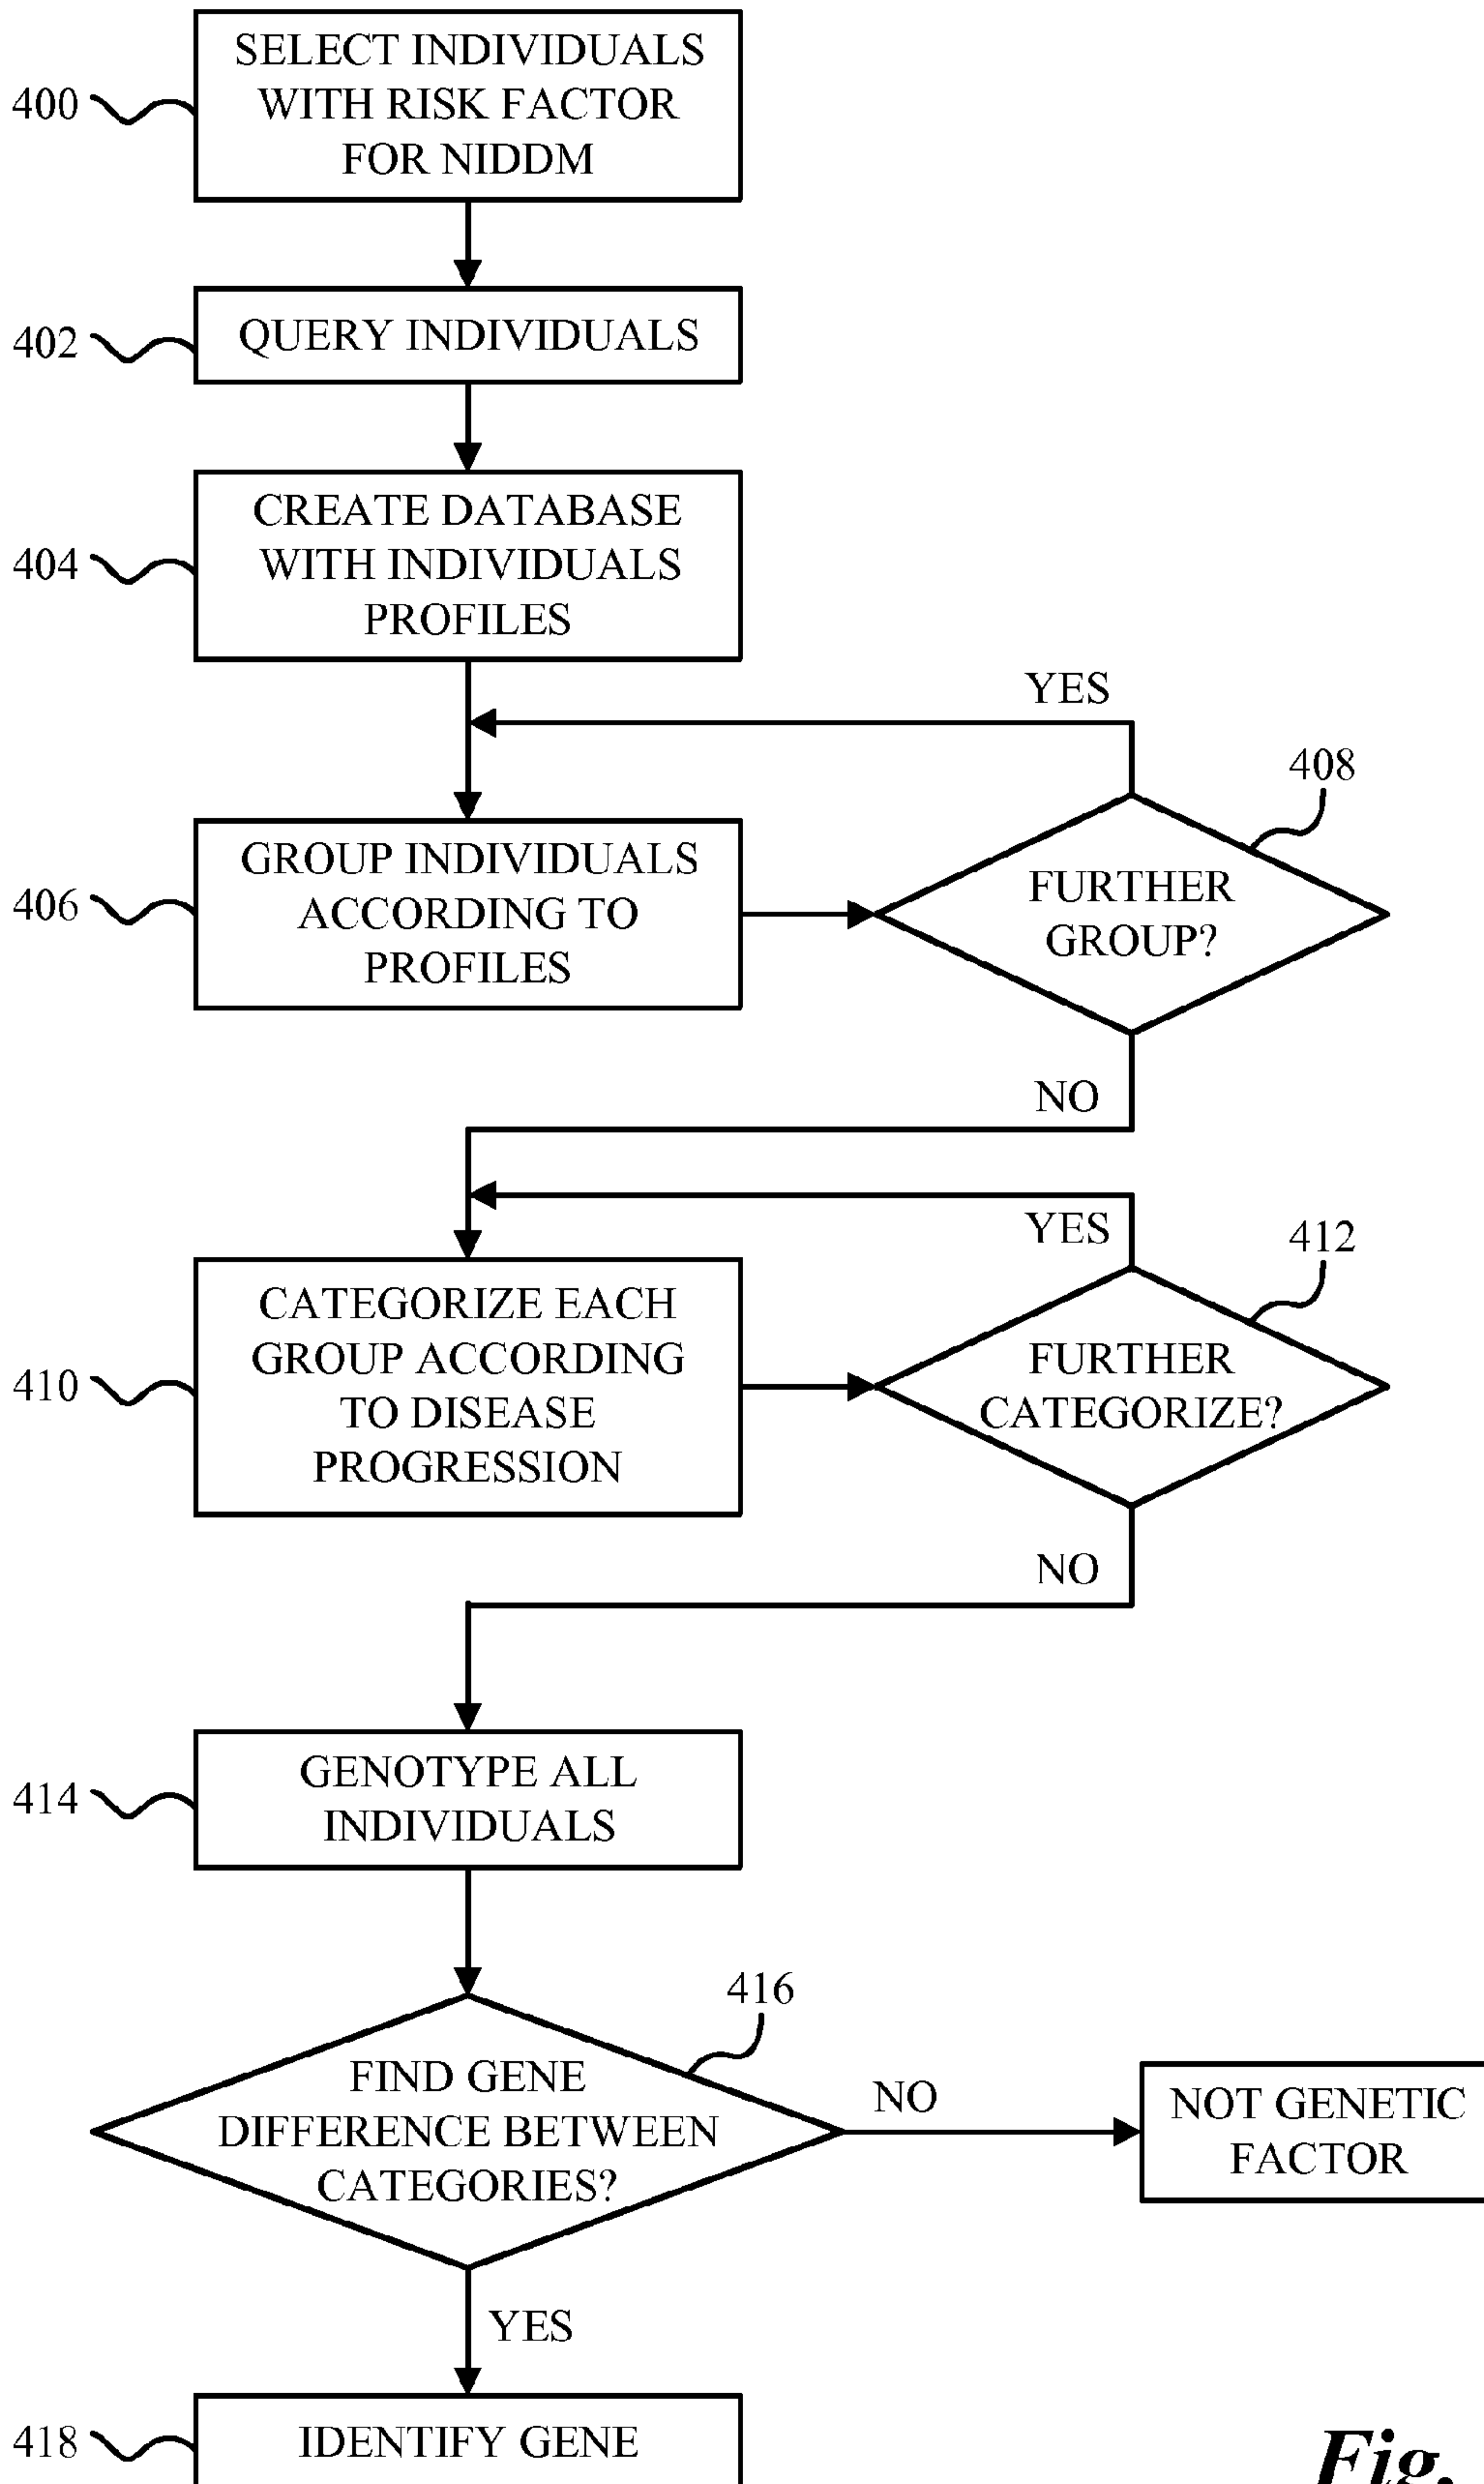 SELECT INDIVIDUALS
WITH RISK FACTOR
FOR NIDDM
400
QUERY INDIVIDUALS
402
CREATE DATABASE
WITH INDIVIDUALS
PROFILES
404
YES
408
GROUP INDIVIDUALS
ACCORDING TO
PROFILES
406
FURTHER
GROUP?
NO
YES
412
CATEGORIZE EACH
GROUP ACCORDING
TO DISEASE
PROGRESSION
410
FURTHER
CATEGORIZE?
NO
GENOTYPE ALL
INDIVIDUALS
414
416
FIND GENE
DIFFERENCE BETWEEN
CATEGORIES?
NO
NOT GENETIC
FACTOR
YES
418
IDENTIFY GENE
Fig.